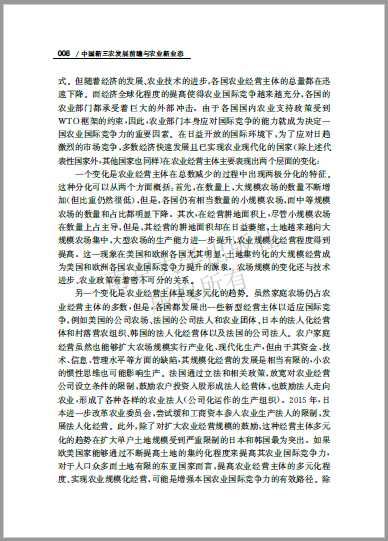 008 / 中国新三农发展前瞻与农业新业态
式。但随着经济的发展、农业技术的进步,各国农业经营主体的总量都在迅
速下降。而经济全球化程度的提高使得农业国际竞争越来越充分,各国的
农业部门都承受着巨大的外部冲击。由于各国国内农业支持政策受到
WTO框架的约束,因此,农业部门本身应对国际竞争的能力就成为决定一
国农业国际竞争力的重要因素。在日益开放的国际环境下,为了应对日趋
激烈的市场竞争,多数经济快速发展且已实现农业现代化的国家(除上述代
表性国家外,其他国家也同样)在农业经营主体主要表现出两个层面的变化:
一个变化是农业经营主体在总数减少的过程中出现两极分化的特征。
这种分化可以从两个方面概括:首先,在数量上,大规模农场的数量不断增
加(但比重仍然很低),但是,各国仍有相当数量的小规模农场,而中等规模
农场的数量和占比都明显下降。其次,在经营耕地面积上,尽管小规模农场
在数量上占主导,但是,其经营的耕地面积却在日益萎缩,土地越来越向大
规模农场集中,大型农场的生产能力进一步提升,农业规模化经营程度得到
提高。这一现象在美国和欧洲各国尤其明显,土地集约化的大规模经营成
为美国和欧洲各国农业国际竞争力提升的源泉。农场规模的变化还与技术
进步、农业政策有着密不可分的关系。
另一个变化是农业经营主体呈现多元化的趋势。虽然家庭农场仍占农
业经营主体的多数,但是,各国都发展出一些新型经营主体以适应国际竞
争,例如美国的公司农场,法国的公司法人和农业团体、日本的法人化经营
体和村落营农组织、韩国的法人化经营体以及法国的公司法人。农户家庭
经营虽然也能够扩大农场规模实行产业化、现代化生产,但由于其资金、技
术、信息、管理水平等方面的缺陷,其规模化经营的发展是相当有限的,小农
的惯性思维也可能影响生产。法国通过立法和相关政策,放宽对农业经营
公司设立条件的限制,鼓励农户投资入股形成法人经营体,也鼓励法人走向
农业,形成了各种各样的农业法人(公司化运作的生产组织)。2015年,日
本进一步改革农业委员会,尝试缓和工商资本参入农业生产法人的限制,发
展法人化经营。此外,除了对扩大农业经营规模的鼓励,这种经营主体多元
化的趋势在扩大单户土地规模受到严重限制的日本和韩国最为突出。如果
欧美国家能够通过不断提高土地的集约化程度来提高其农业国际竞争力,
对于人口众多而土地有限的东亚国家而言,提高农业经营主体的多元化程
度、实现农业规模化经营,可能是增强本国农业国际竞争力的有效路径。除